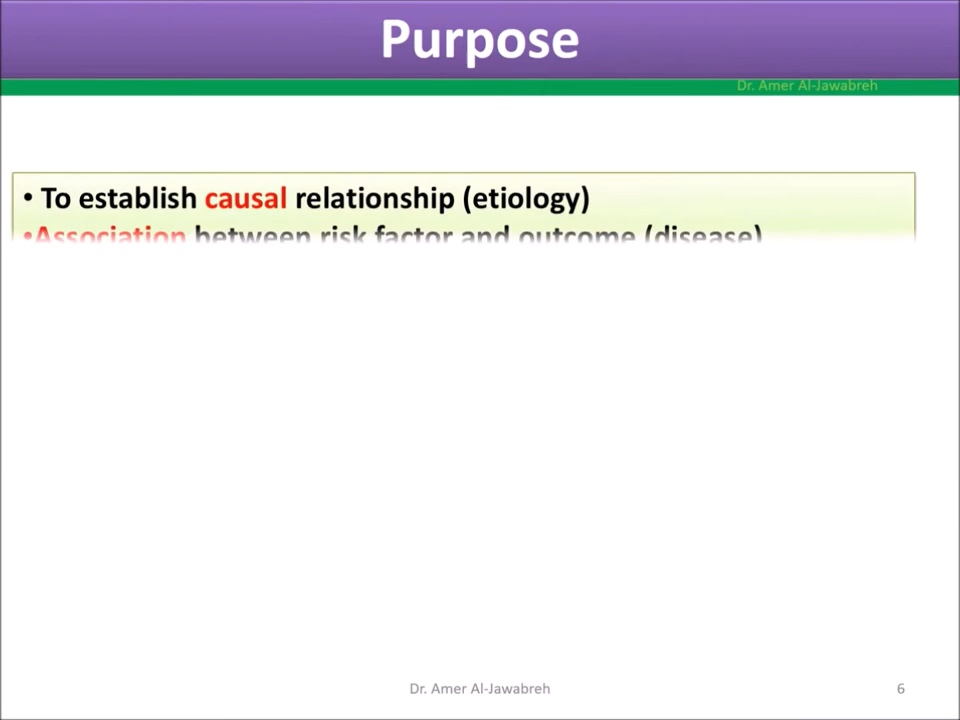 Purpose
Dr. Amer Al-Jawabreh
• To establish causal relationship (etiology)
•Association between risk factor and outcome (disease)
Dr. Amer Al-Jawabreh
6